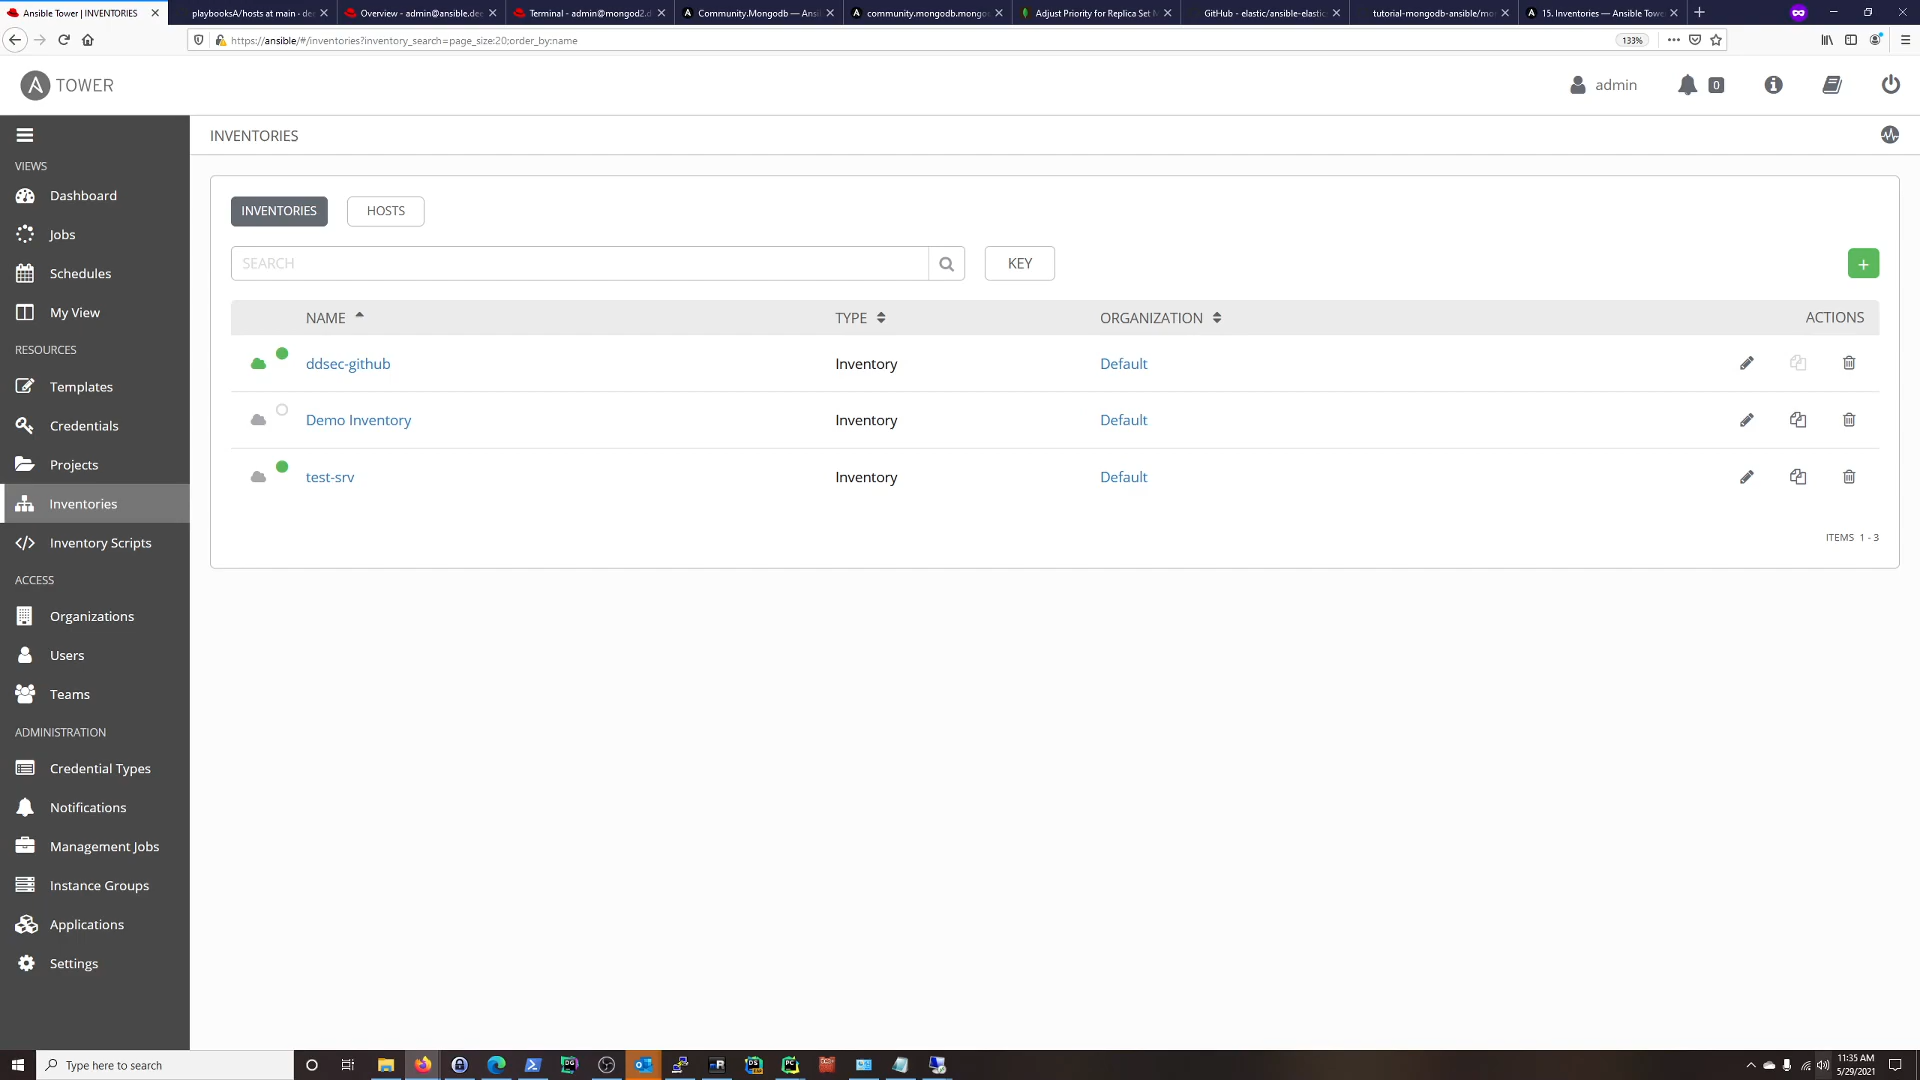 Ansible Tower | INVENTORIES
playbooksA/hosts at main · de
Overview - admin@ansible.de
Terminal - admin@mongod2.d
Community.Mongodb — Ansi
community.mongodb.mongo
Adjust Priority for Replica Set
GitHub - elastic/ansible-elastic
tutorial-mongodb-ansible/mo
15. Inventories — Ansible Towe
https://ansible/#/inventories?inventory_search=page_size:20;order_by:name
133%
A TOWER
admin
0
VIEWS
Dashboard
Jobs
Schedules
My View
RESOURCES
Templates
Credentials
Projects
Inventories
Inventory Scripts
ACCESS
Organizations
Users
Teams
ADMINISTRATION
Credential Types
Notifications
Management Jobs
Instance Groups
Applications
Settings
INVENTORIES
INVENTORIES HOSTS
SEARCH KEY
+
NAME TYPE ORGANIZATION ACTIONS
ddsec-github Inventory Default
Demo Inventory Inventory Default
test-srv Inventory Default
ITEMS 1 - 3
Type here to search
11:35 AM
5/29/2021